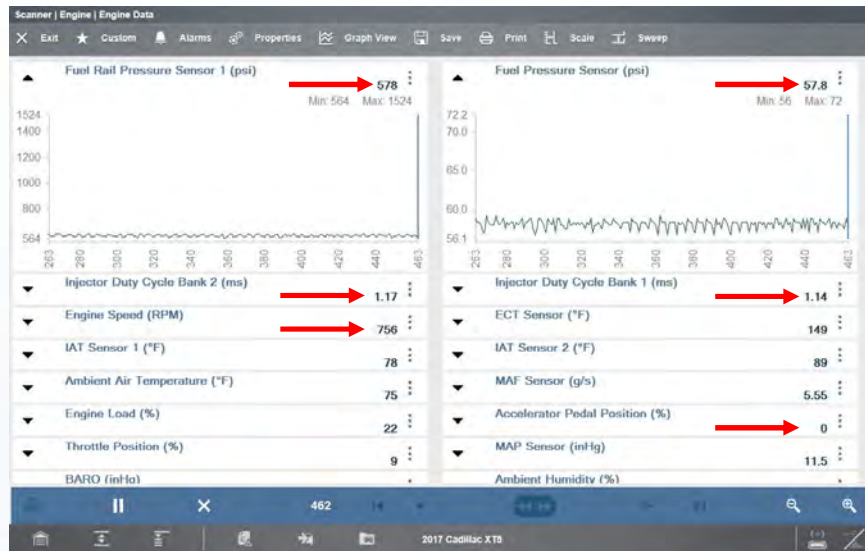 Scanner | Engine | Engine Data
Exit Custom Alarms Properties Graph View Save Print Scale Sweep
Fuel Rail Pressure Sensor 1 (psi)
578
Min: 564 Max: 1524
1524
1400
1200
1000
800
564
263 280 300 320 340 360 380 400 420 440 463
Fuel Pressure Sensor (psi)
57.8
Min: 56 Max: 72
72.2
70.0
65.0
60.0
56.1
263 280 300 320 340 360 380 400 420 440 463
Injector Duty Cycle Bank 2 (ms) 1.17
Injector Duty Cycle Bank 1 (ms) 1.14
Engine Speed (RPM) 756
ECT Sensor (°F) 149
IAT Sensor 1 (°F) 78
IAT Sensor 2 (°F) 89
Ambient Air Temperature (°F) 75
MAF Sensor (g/s) 5.55
Engine Load (%) 22
Accelerator Pedal Position (%) 0
Throttle Position (%) 9
MAP Sensor (inHg) 11.5
BARO (inHg)
Ambient Humidity (%)
462
2017 Cadillac XT5